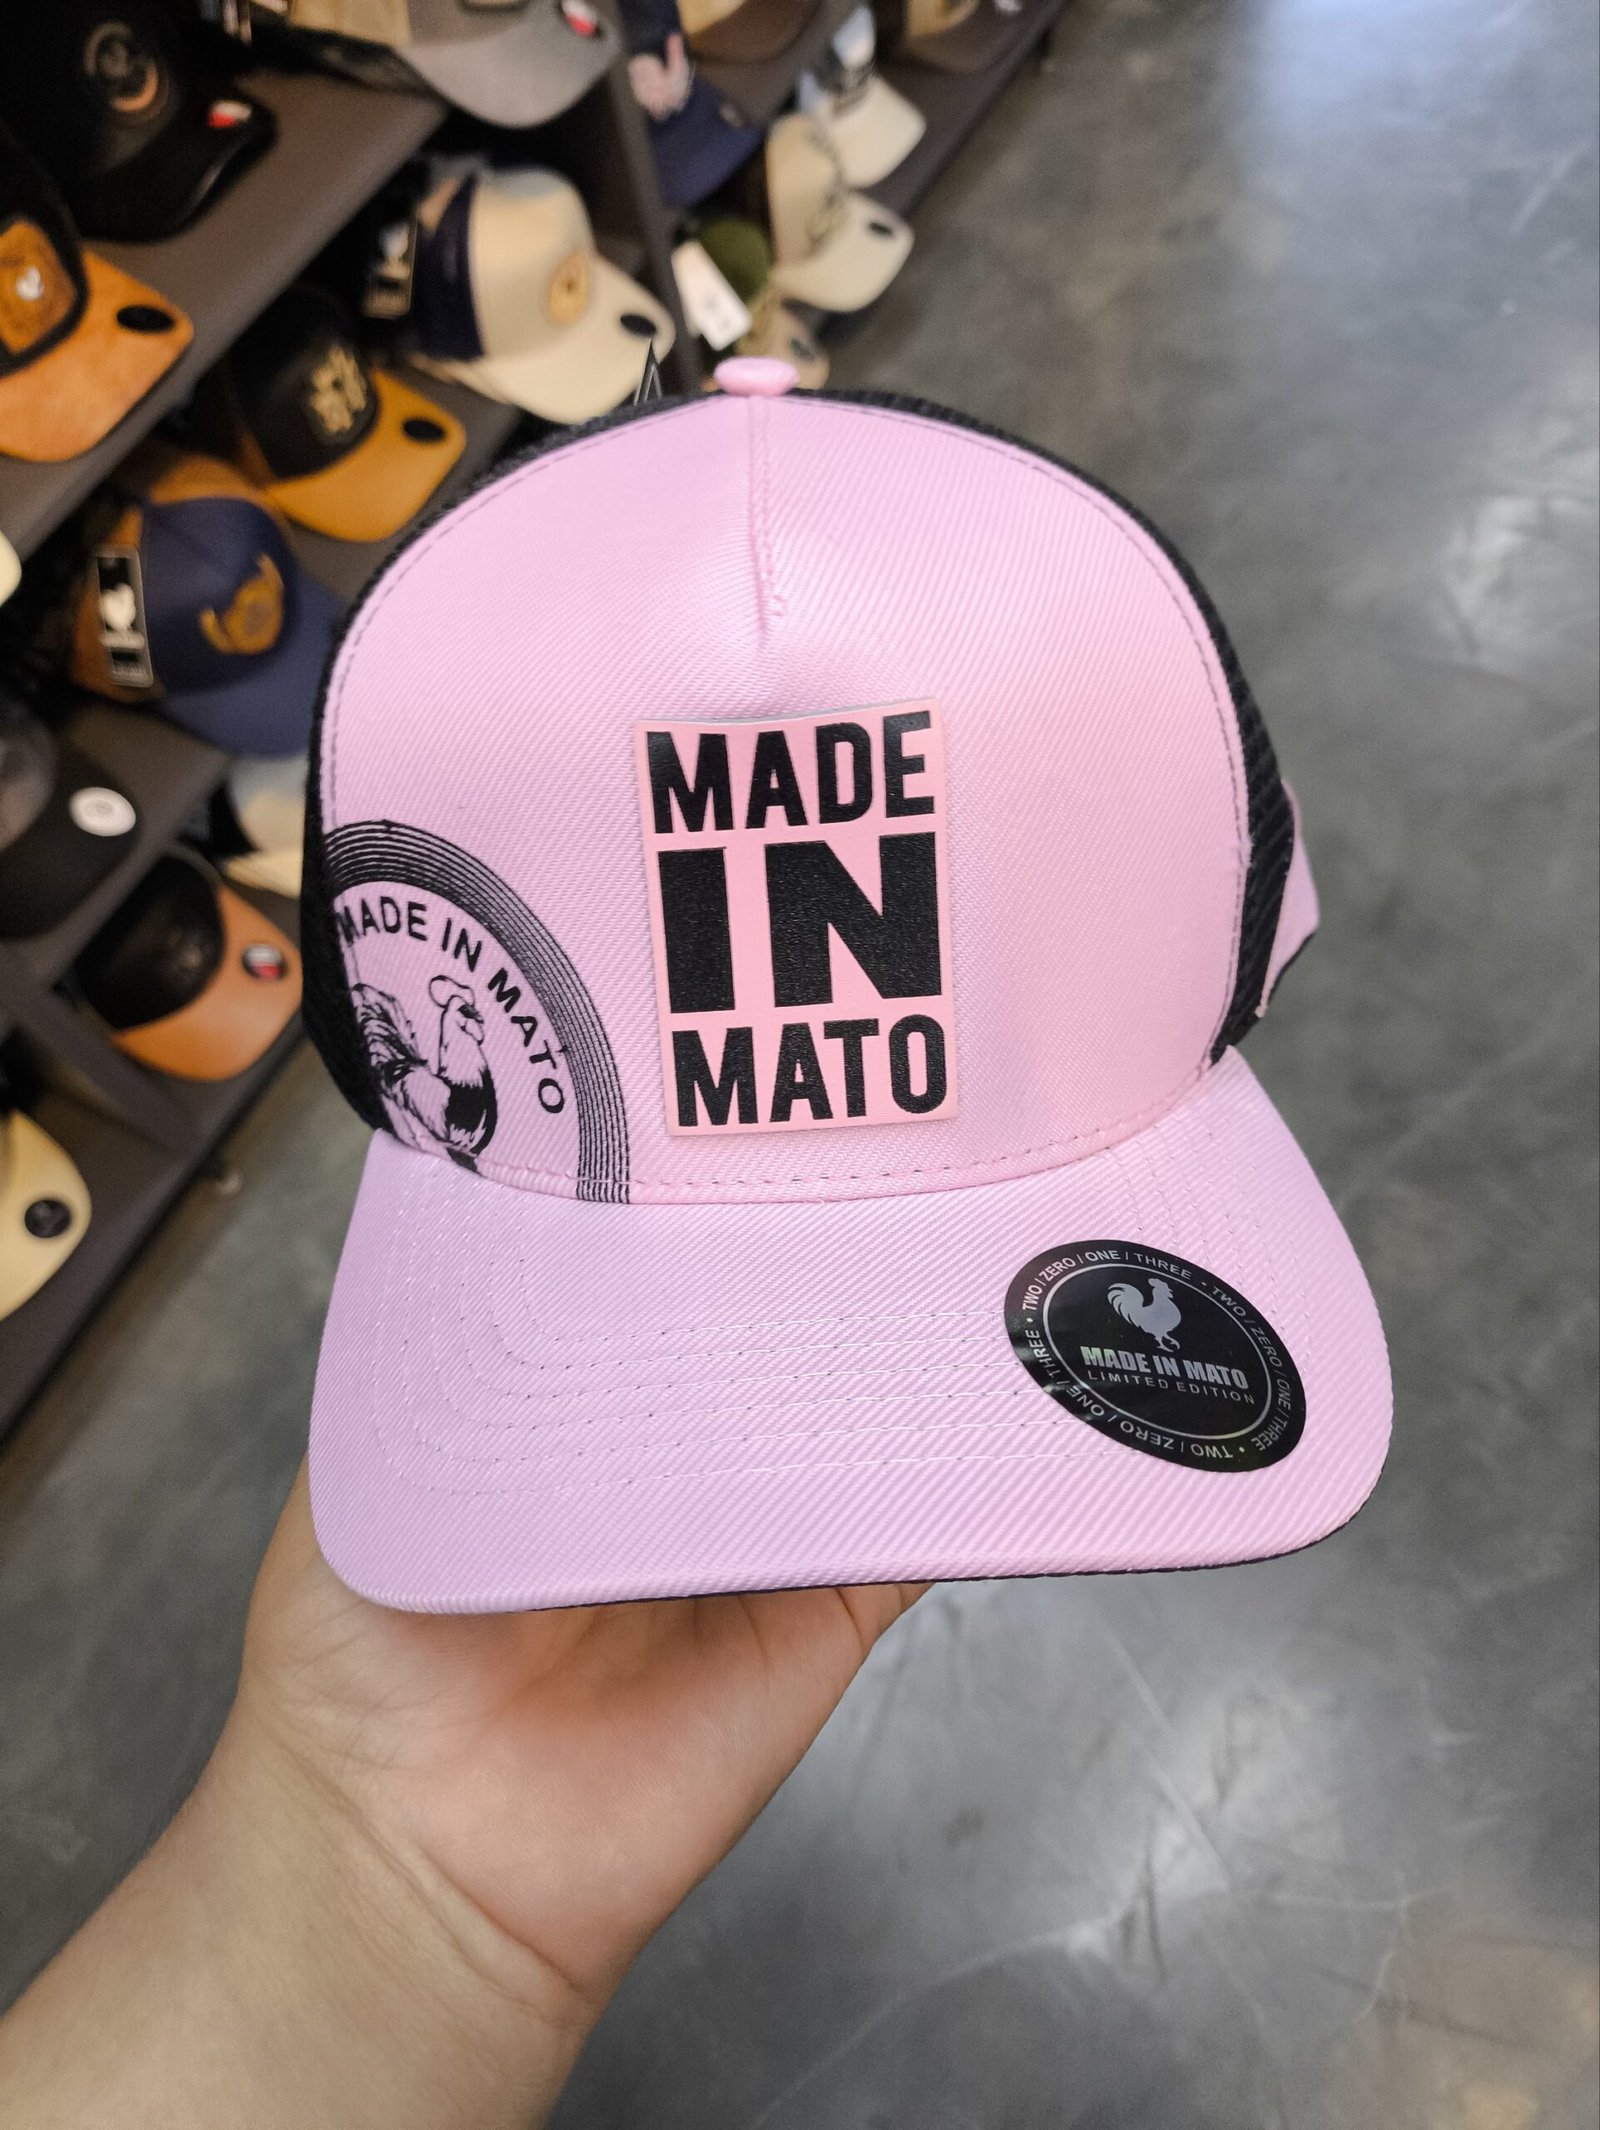 MADE
IN
MATO
MADE IN MATO
TWO / ZERO / ONE / THREE • TWO / ZERO / ONE / THREE • TWO / ZERO / ONE / THREE •
MADE IN MATO
LIMITED EDITION